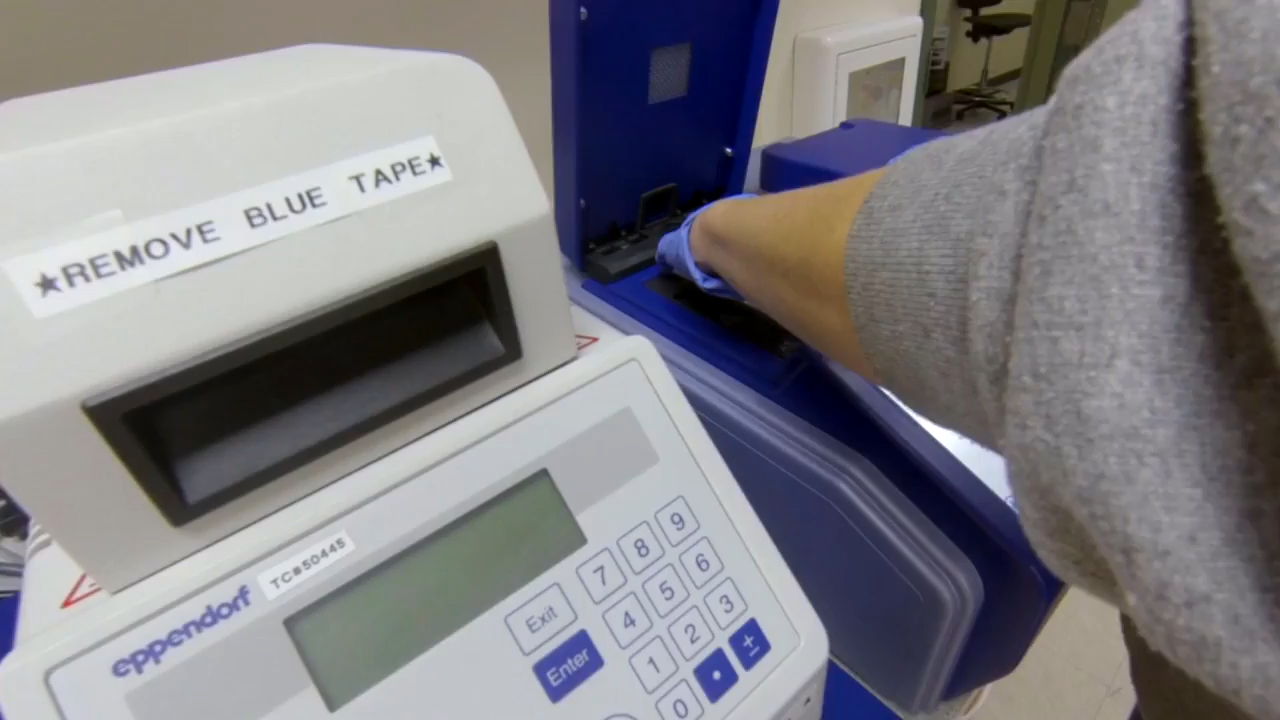 ★REMOVE BLUE TAPE★
eppendorf
TC#50445
Exit
Enter
7 8 9
4 5 6
1 2 3
0 • ±